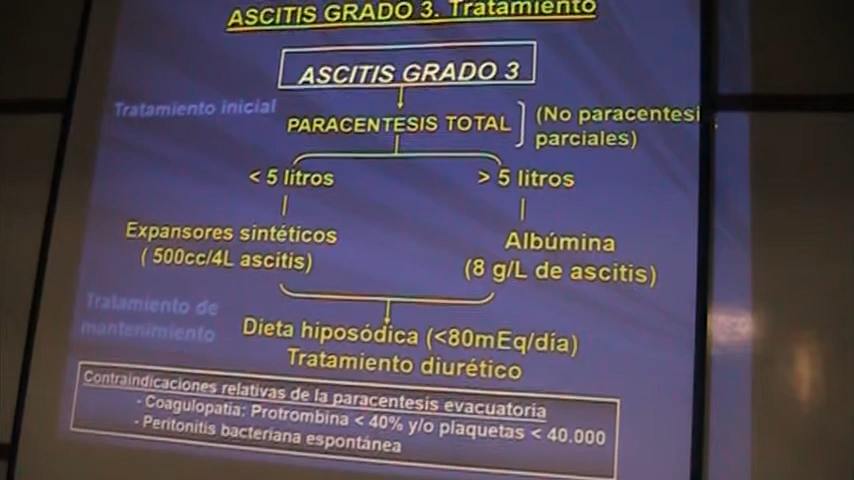 ASCITIS GRADO 3. Tratamiento
ASCITIS GRADO 3
Tratamiento inicial
PARACENTESIS TOTAL
(No paracentesi
parciales)
< 5 litros
> 5 litros
Expansores sintéticos
( 500cc/4L ascitis)
Albúmina
(8 g/L de ascitis)
Tratamiento de
mantenimiento
Dieta hiposódica (<80mEq/día)
Tratamiento diurético
Contraindicaciones relativas de la paracentesis evacuatoria
- Coagulopatia: Protrombina < 40% y/o plaquetas < 40.000
- Peritonitis bacteriana espontánea